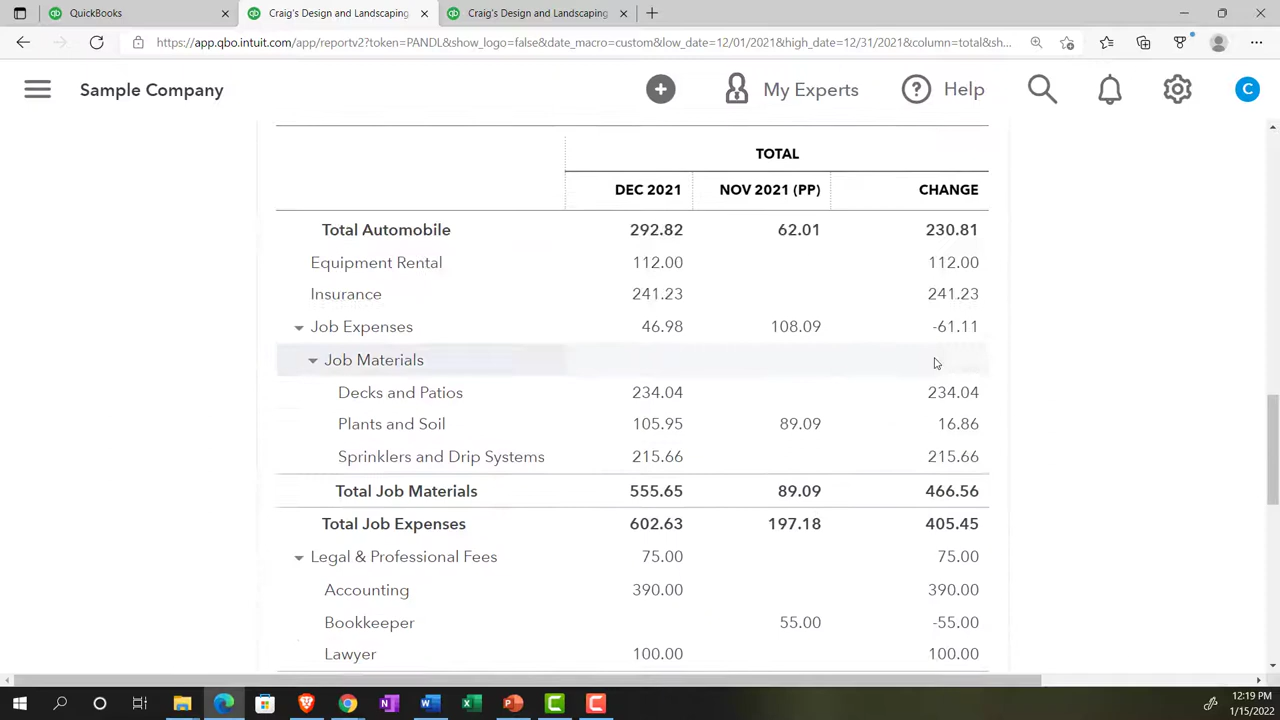 QuickBooks
Craig's Design and Landscaping
Craig's Design and Landscaping
https://app.qbo.intuit.com/app/reportv2?token=PANDL&show_logo=false&date_macro=custom&low_date=12/01/2021&high_date=12/31/2021&column=total&sh...
Sample Company
My Experts
Help
C
TOTAL
DEC 2021 NOV 2021 (PP) CHANGE
Total Automobile 292.82 62.01 230.81
Equipment Rental 112.00 112.00
Insurance 241.23 241.23
Job Expenses 46.98 108.09 -61.11
Job Materials
Decks and Patios 234.04 234.04
Plants and Soil 105.95 89.09 16.86
Sprinklers and Drip Systems 215.66 215.66
Total Job Materials 555.65 89.09 466.56
Total Job Expenses 602.63 197.18 405.45
Legal & Professional Fees 75.00 75.00
Accounting 390.00 390.00
Bookkeeper 55.00 -55.00
Lawyer 100.00 100.00
12:19 PM
1/15/2022